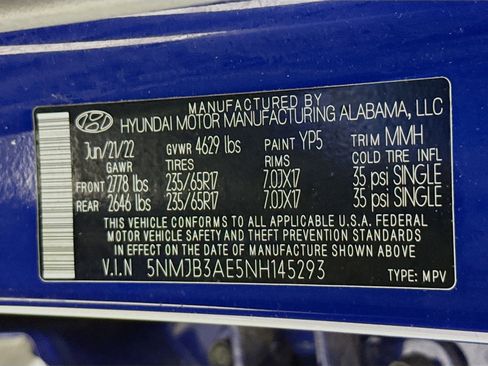 MANUFACTURED BY
HYUNDAI MOTOR MANUFACTURING ALABAMA, LLC
Jun/21/22 GVWR 4629 lbs PAINT YP5 TRIM MMH
GAWR TIRES RIMS COLD TIRE INFL
FRONT 2778 lbs 235/65R17 7.0JX17 35 psi SINGLE
REAR 2646 lbs 235/65R17 7.0JX17 35 psi SINGLE
THIS VEHICLE CONFORMS TO ALL APPLICABLE U.S.A. FEDERAL
MOTOR VEHICLE SAFETY AND THEFT PREVENTION STANDARDS
IN EFFECT ON THE DATE OF MANUFACTURE SHOWN ABOVE
V.I.N 5NMJB3AE5NH145293 TYPE: MPV